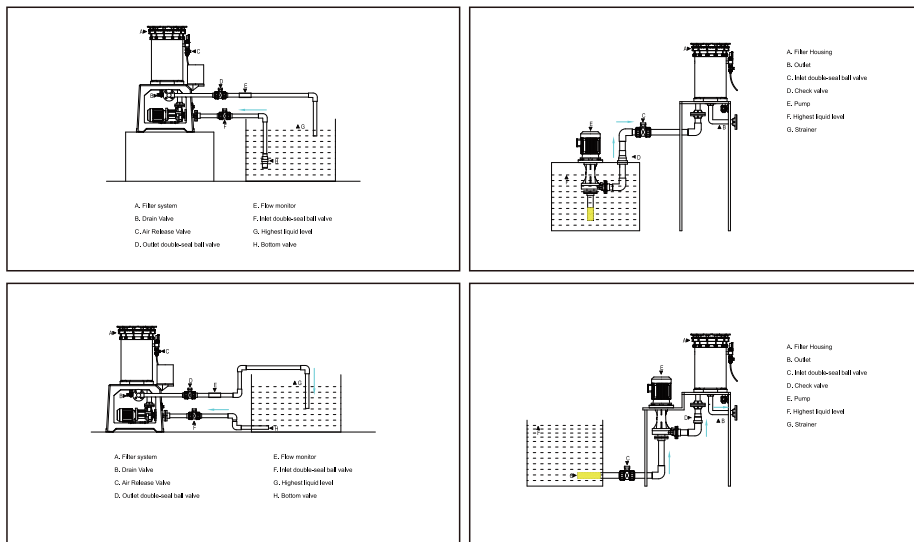 A
C
D
E
B
F
G
H
A. Filter system
B. Drain Valve
C. Air Release Valve
D. Outlet double-seal ball valve
E. Flow monitor
F. Inlet double-seal ball valve
G. Highest liquid level
H. Bottom valve
A
C
E
B
D
F
A. Filter Housing
B. Outlet
C. Inlet double-seal ball valve
D. Check valve
E. Pump
F. Highest liquid level
G. Strainer
A
C
D
E
B
F
G
H
A. Filter system
B. Drain Valve
C. Air Release Valve
D. Outlet double-seal ball valve
E. Flow monitor
F. Inlet double-seal ball valve
G. Highest liquid level
H. Bottom valve
A
E
D
B
C
A. Filter Housing
B. Outlet
C. Inlet double-seal ball valve
D. Check valve
E. Pump
F. Highest liquid level
G. Strainer